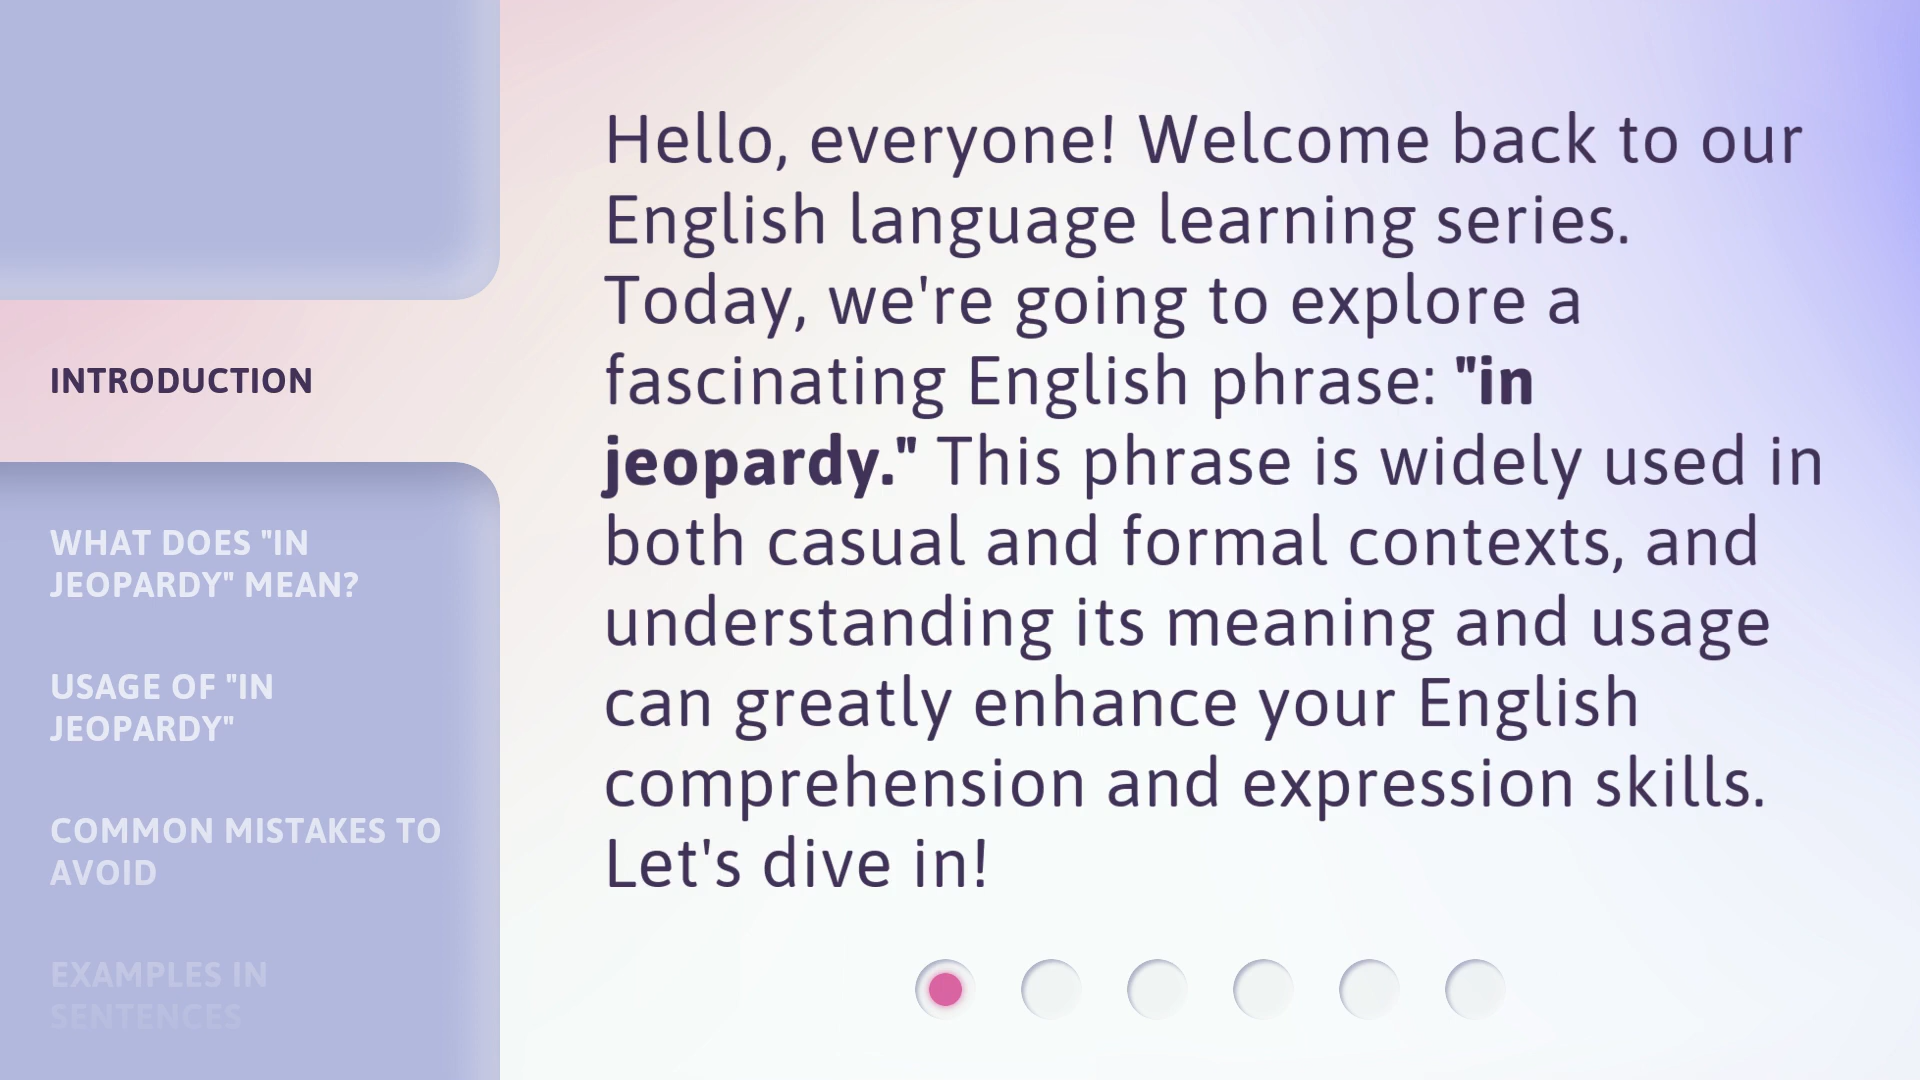 INTRODUCTION
WHAT DOES "IN
JEOPARDY" MEAN?
USAGE OF "IN
JEOPARDY"
COMMON MISTAKES TO
AVOID
EXAMPLES IN
SENTENCES
Hello, everyone! Welcome back to our
English language learning series.
Today, we're going to explore a
fascinating English phrase: "in
jeopardy." This phrase is widely used in
both casual and formal contexts, and
understanding its meaning and usage
can greatly enhance your English
comprehension and expression skills.
Let's dive in!